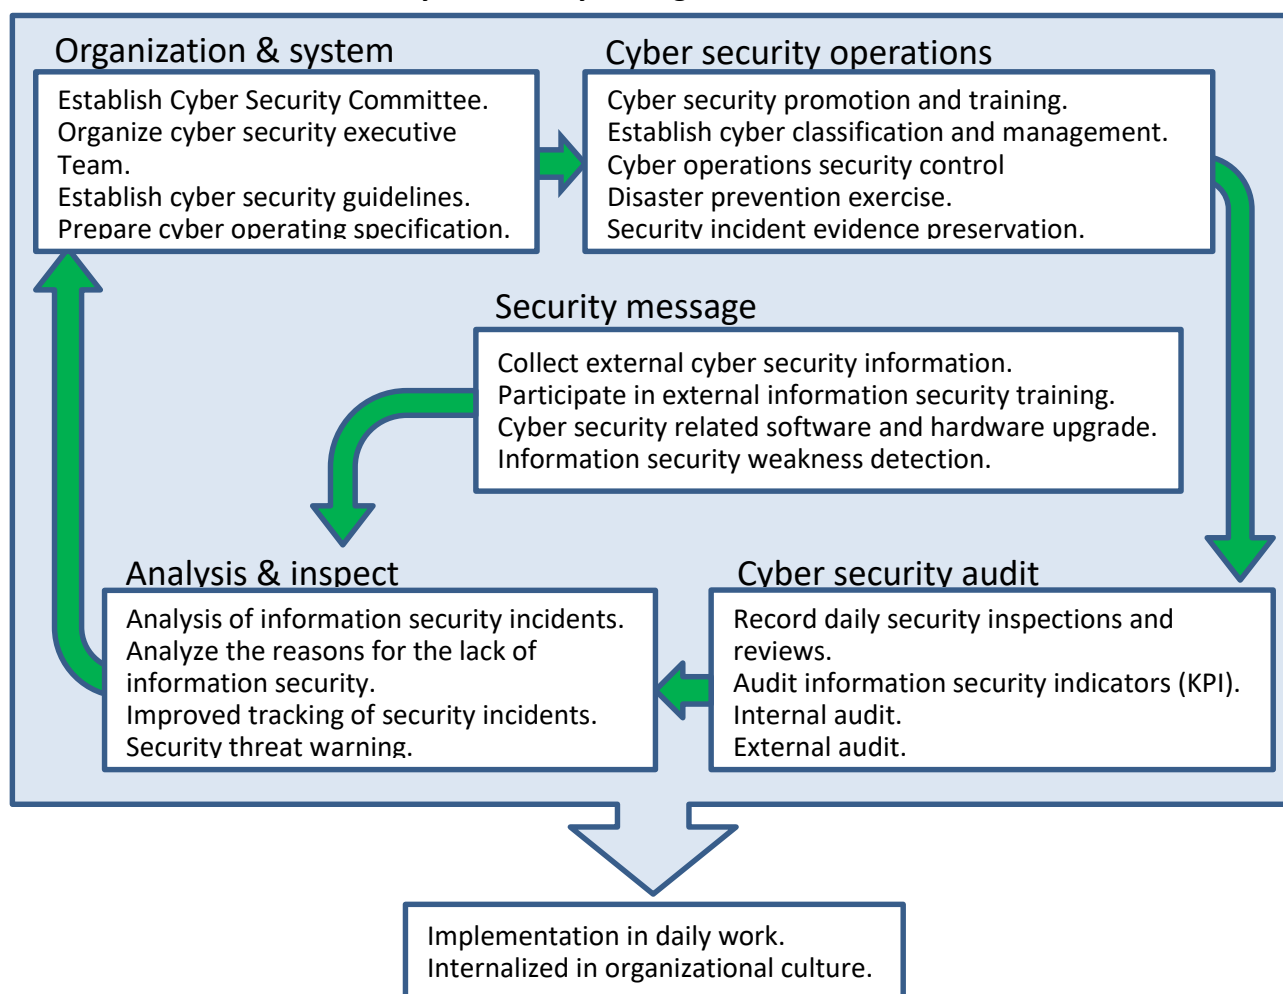 Organization & system
Establish Cyber Security Committee.
Organize cyber security executive
Team.
Establish cyber security guidelines.
Prepare cyber operating specification.
Cyber security operations
Cyber security promotion and training.
Establish cyber classification and management.
Cyber operations security control
Disaster prevention exercise.
Security incident evidence preservation.
Security message
Collect external cyber security information.
Participate in external information security training.
Cyber security related software and hardware upgrade.
Information security weakness detection.
Analysis & inspect
Analysis of information security incidents.
Analyze the reasons for the lack of
information security.
Improved tracking of security incidents.
Security threat warning.
Cyber security audit
Record daily security inspections and
reviews.
Audit information security indicators (KPI).
Internal audit.
External audit.
Implementation in daily work.
Internalized in organizational culture.